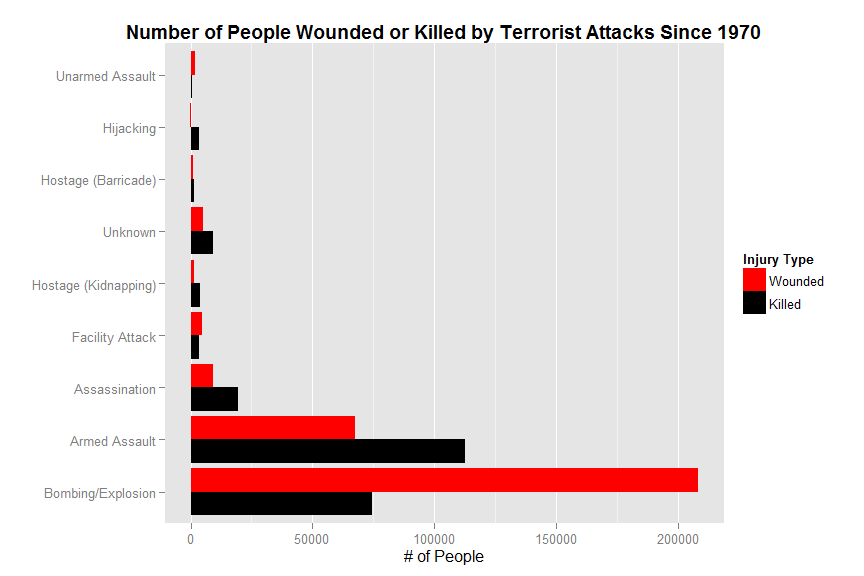 Number of People Wounded or Killed by Terrorist Attacks Since 1970
Unarmed Assault
Hijacking
Hostage (Barricade)
Unknown
Hostage (Kidnapping)
Facility Attack
Assassination
Armed Assault
Bombing/Explosion
0 50000 100000 150000 200000
# of People
Injury Type
Wounded
Killed